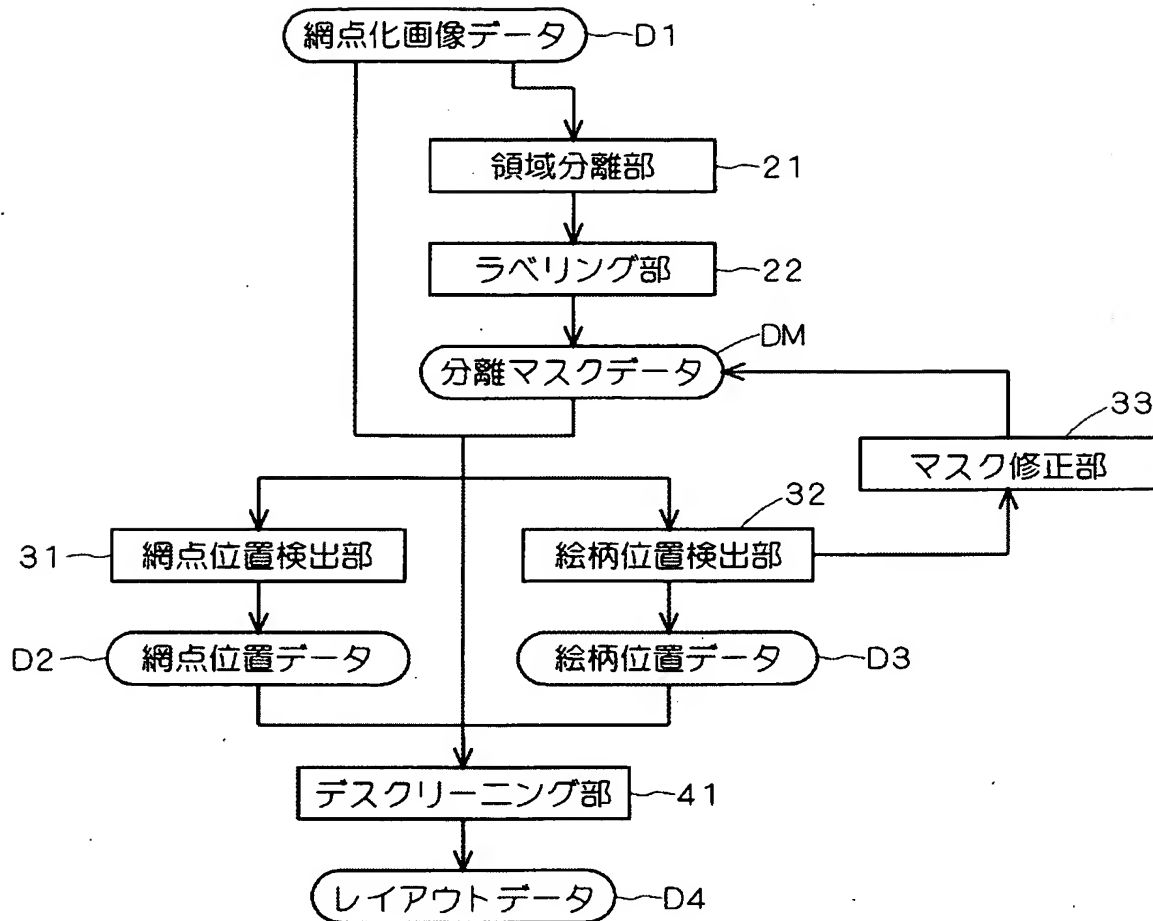 網点化画像データ D1
領域分離部 21
ラベリング部 22
DM
分離マスクデータ
33
マスク修正部
32
31 網点位置検出部 絵柄位置検出部
D2 網点位置データ 絵柄位置データ D3
デスクリーニング部 41
レイアウトデータ D4